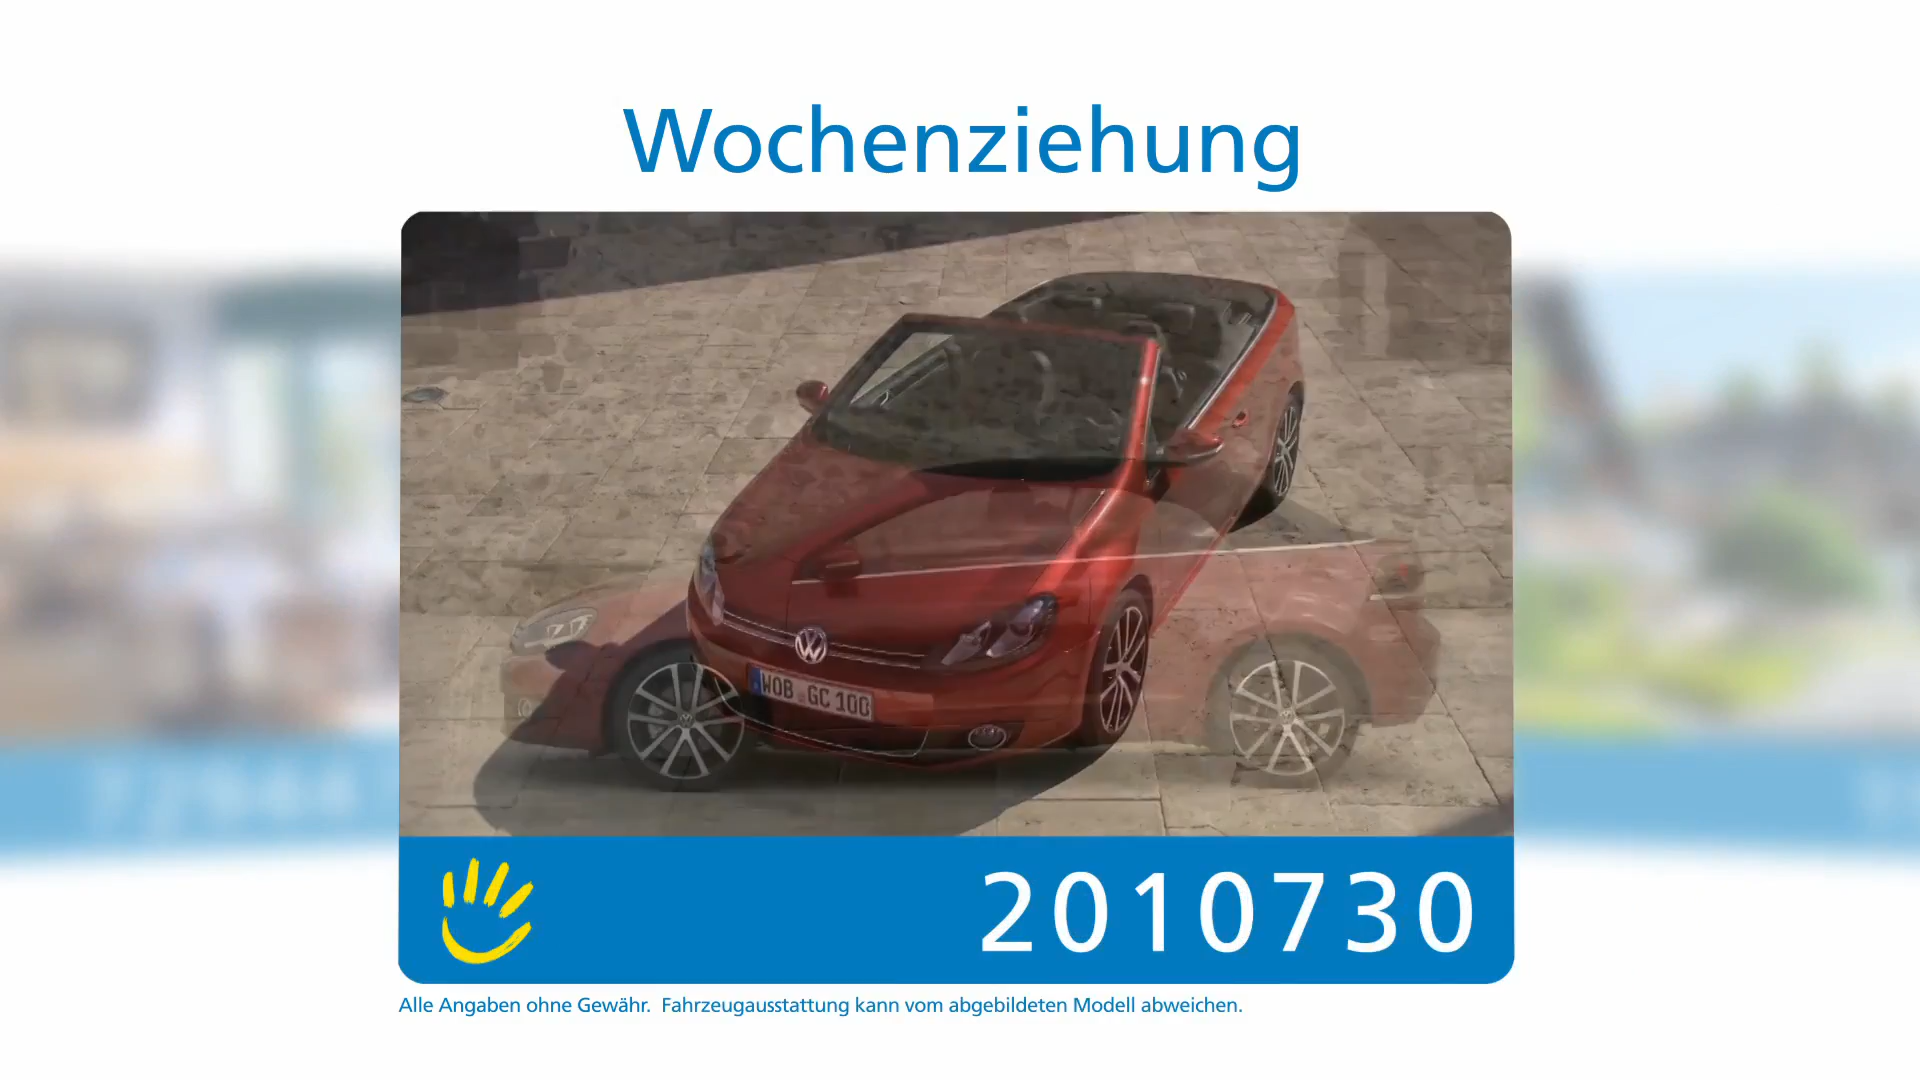 Wochenziehung
WOB GC 100
2010730
Alle Angaben ohne Gewähr. Fahrzeugausstattung kann vom abgebildeten Modell abweichen.